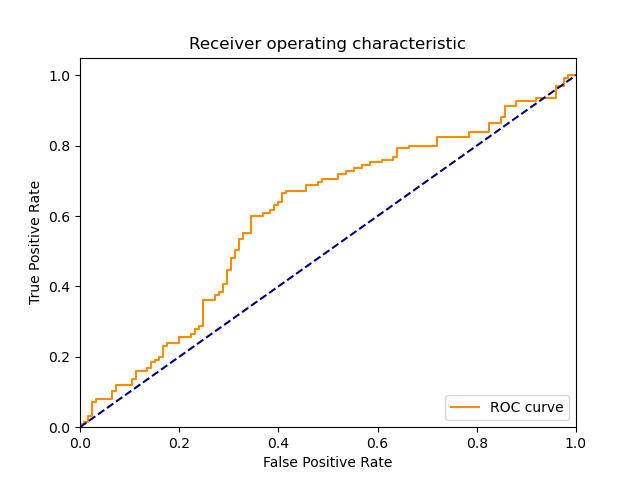 Receiver operating characteristic
True Positive Rate
1.0
0.8
0.6
0.4
0.2
0.0
ROC curve
0.0 0.2 0.4 0.6 0.8 1.0
False Positive Rate